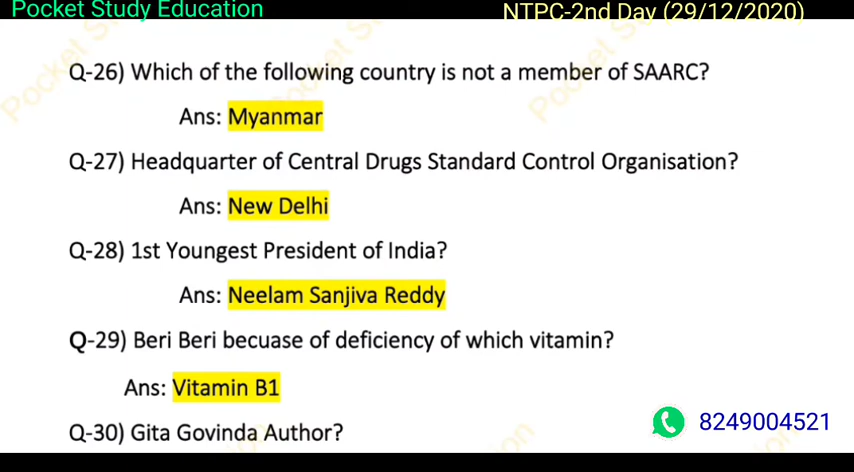 Pocket Study Education NTPC-2nd Day (29/12/2020)
Q-26) Which of the following country is not a member of SAARC?
Ans: Myanmar
Q-27) Headquarter of Central Drugs Standard Control Organisation?
Ans: New Delhi
Q-28) 1st Youngest President of India?
Ans: Neelam Sanjiva Reddy
Q-29) Beri Beri becuase of deficiency of which vitamin?
Ans: Vitamin B1
8249004521
Q-30) Gita Govinda Author?